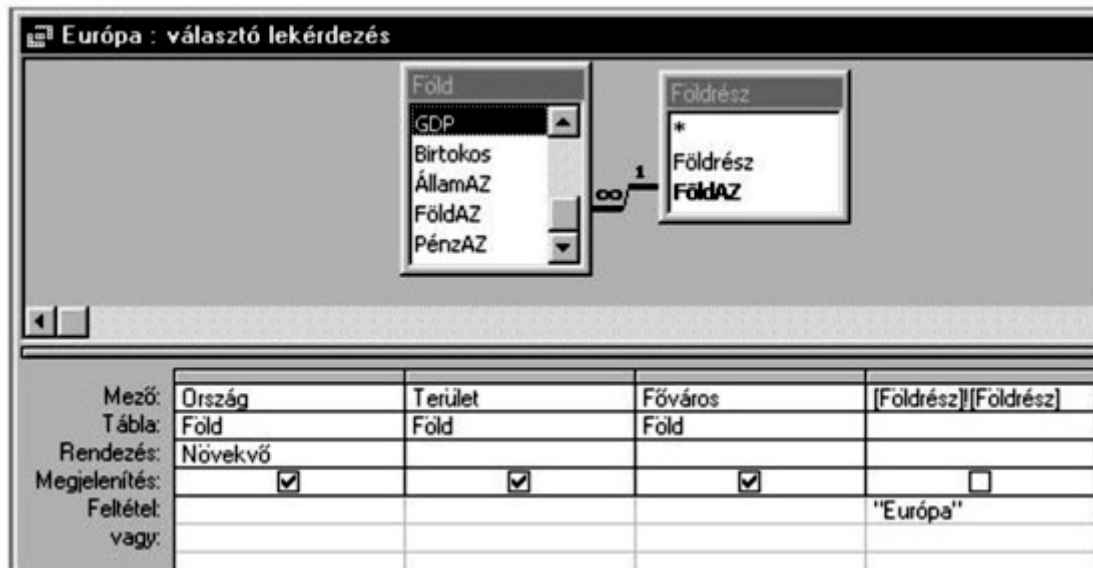 Európa : választó lekérdezés
Föld
GDP
Birtokos
ÁllamAZ
FöldAZ
PénzAZ
∞
1
Földrész
*
Földrész
FöldAZ
Mező: Ország Terület Főváros [Földrész]![Földrész]
Tábla: Föld Föld Föld
Rendezés: Növekvő
Megjelenítés:
Feltétel: "Európa"
vagy: